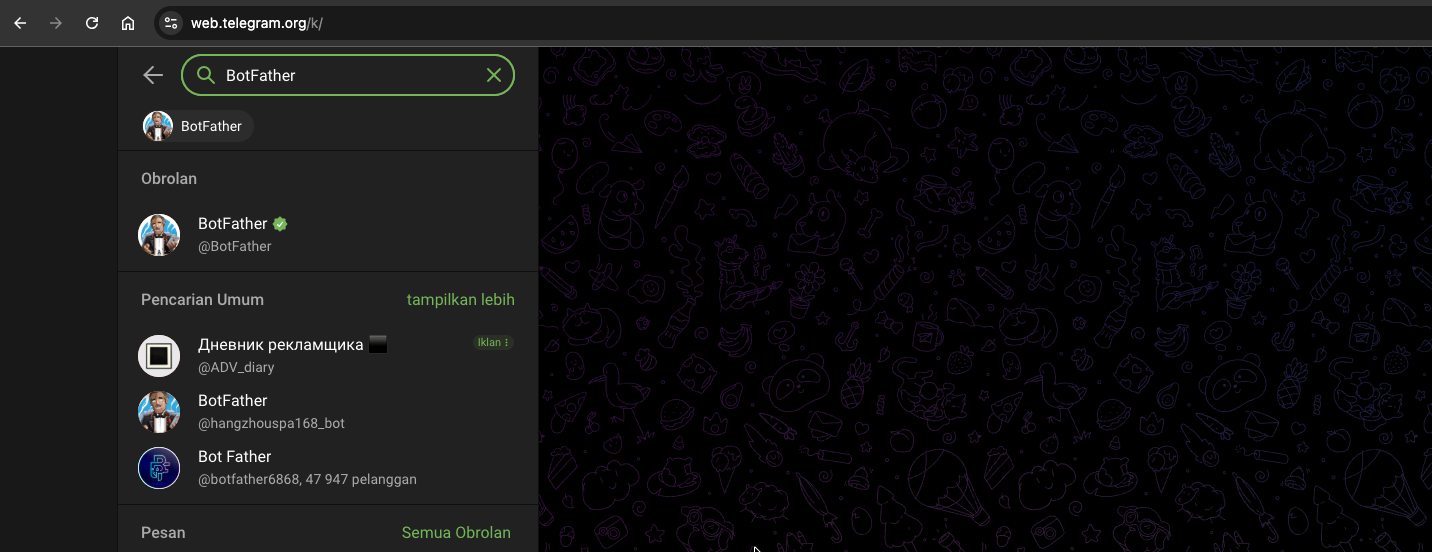 web.telegram.org/k/
BotFather
BotFather
Obrolan
BotFather
@BotFather
Pencarian Umum tampilkan lebih
Дневник рекламщика Iklan
@ADV_diary
BotFather
@hangzhouspa168_bot
Bot Father
@botfather6868, 47 947 pelanggan
Pesan Semua Obrolan